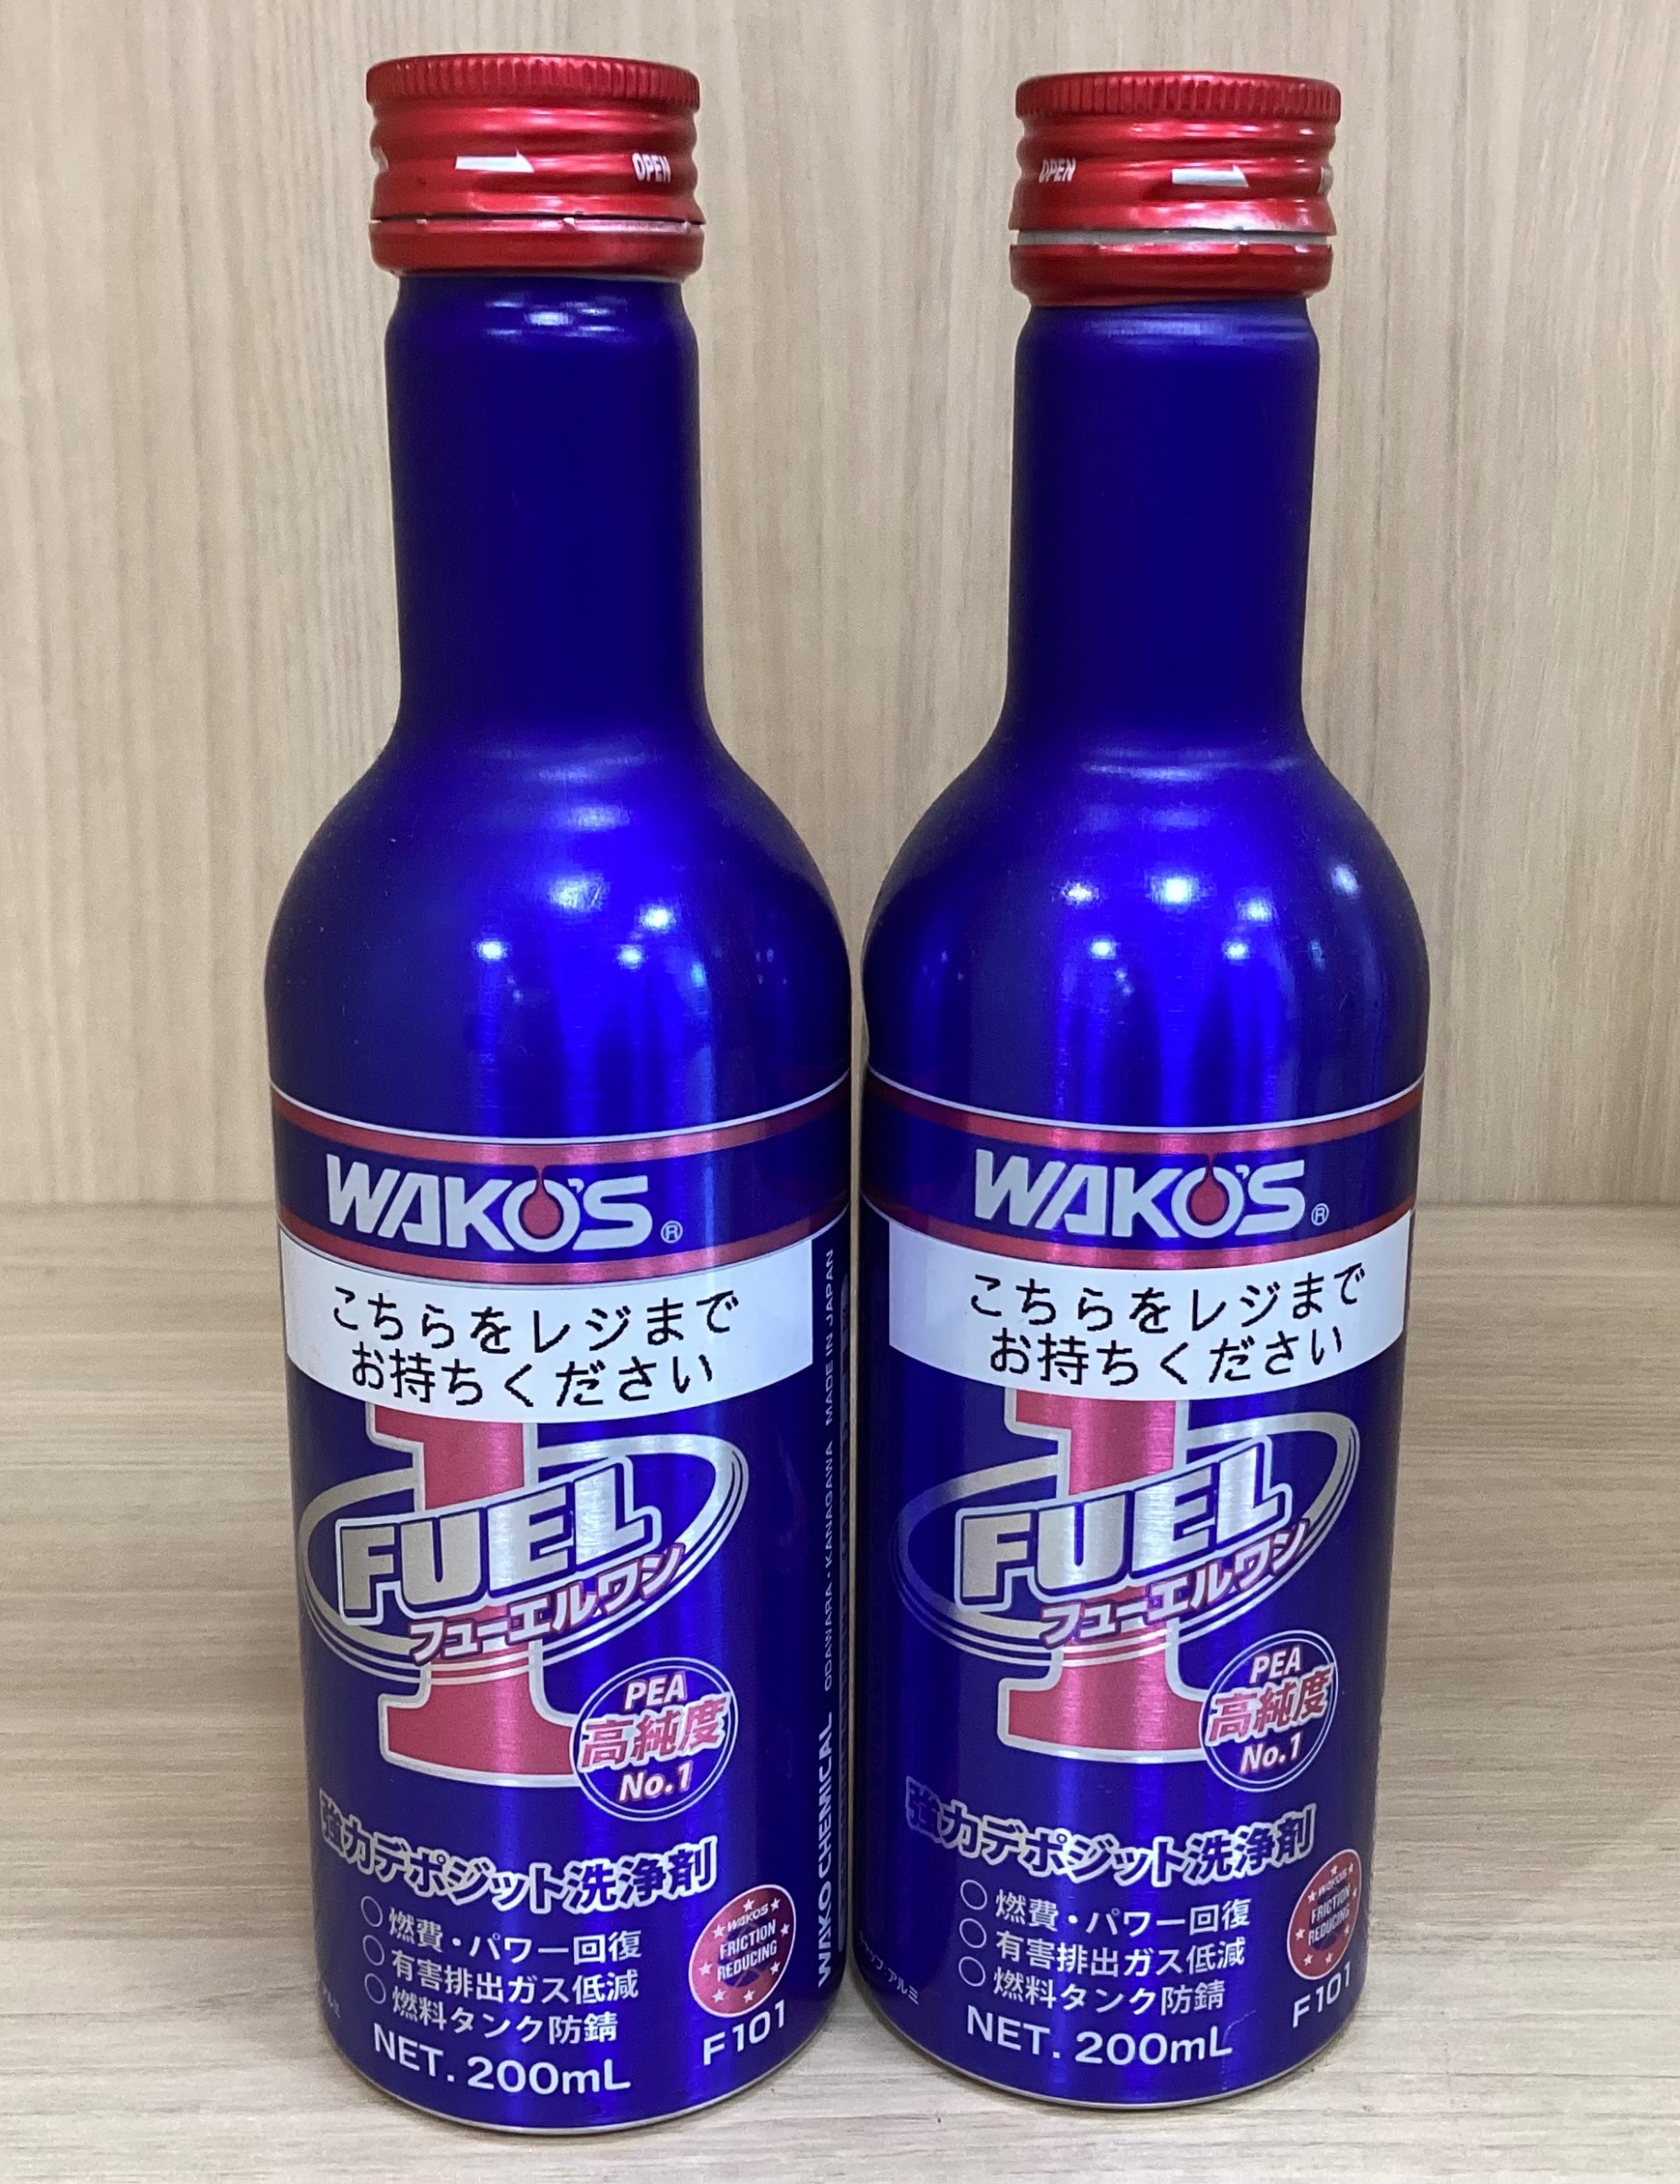 OPEN
WAKO'S®
こちらをレジまで
お持ちください
1
FUEL
フューエルワン
PEA
高純度
No.1
強力デポジット洗浄剤
○ 燃費・パワー回復
○ 有害排出ガス低減
○ 燃料タンク防錆
NET. 200mL
WAKO'S
FRICTION
REDUCING
F101
WAKO CHEMICAL ODAWARA・KANAGAWA MADE IN JAPAN
OPEN
WAKO'S®
こちらをレジまで
お持ちください
1
FUEL
フューエルワン
PEA
高純度
No.1
強力デポジット洗浄剤
○ 燃費・パワー回復
○ 有害排出ガス低減
○ 燃料タンク防錆
NET. 200mL
WAKO'S
FRICTION
REDUCING
F101